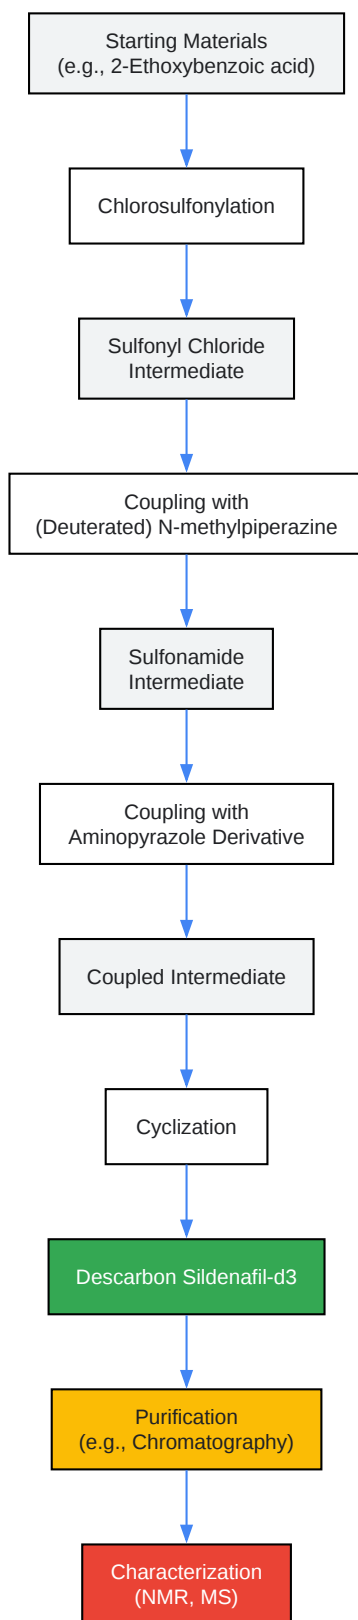 Starting Materials
(e.g., 2-Ethoxybenzoic acid)
Chlorosulfonylation
Sulfonyl Chloride
Intermediate
Coupling with
(Deuterated) N-methylpiperazine
Sulfonamide
Intermediate
Coupling with
Aminopyrazole Derivative
Coupled Intermediate
Cyclization
Descarbon Sildenafil-d3
Purification
(e.g., Chromatography)
Characterization
(NMR, MS)